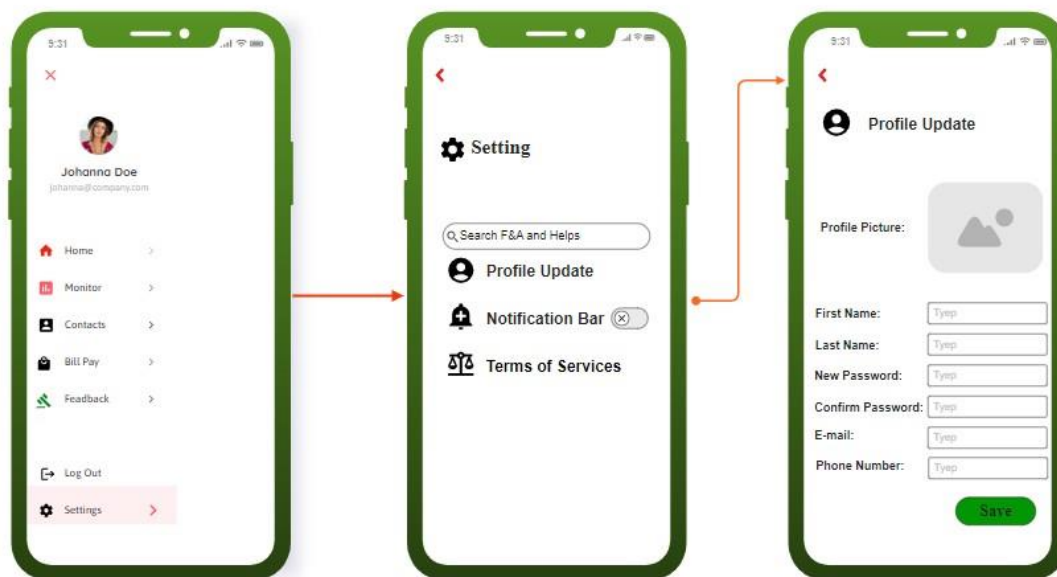 9:31
Johanna Doe
johanna@company.com
Home
Monitor
Contacts
Bill Pay
Feadback
Log Out
Settings
9:31
Setting
Search F&A and Helps
Profile Update
Notification Bar
Terms of Services
9:31
Profile Update
Profile Picture:
First Name: Tyep
Last Name: Tyep
New Password: Tyep
Confirm Password: Tyep
E-mail: Tyep
Phone Number: Tyep
Save